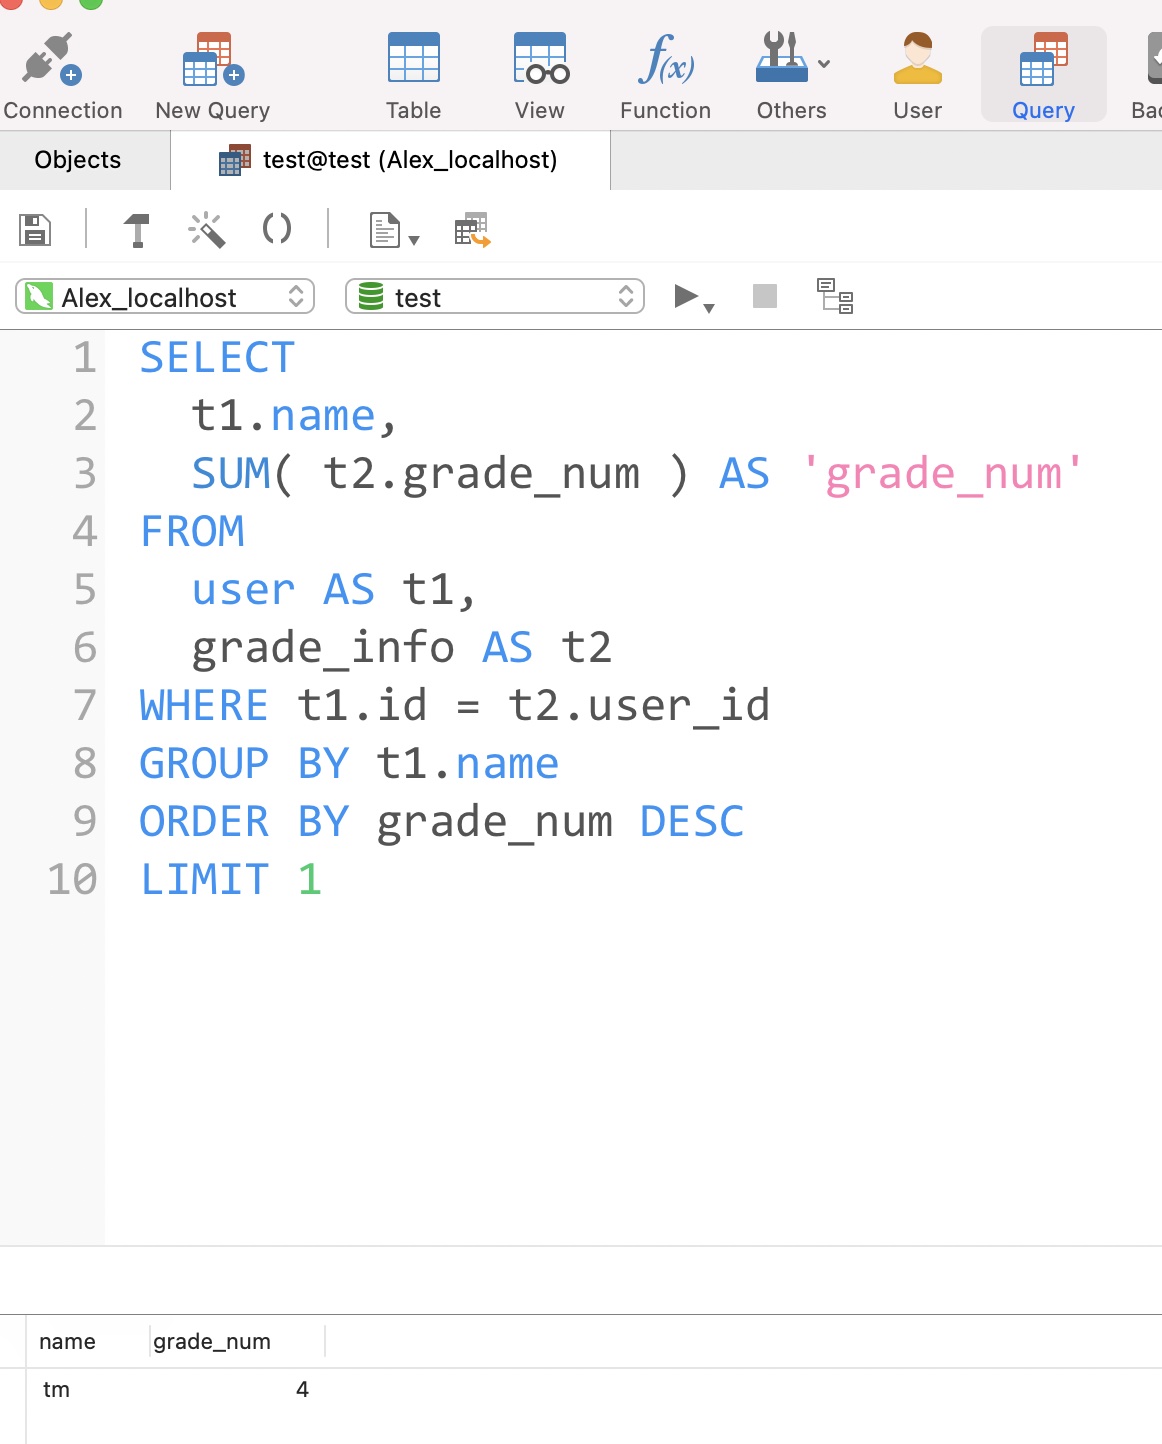 Connection New Query Table View Function Others User Query
Objects test@test (Alex_localhost)
Alex_localhost test
1 SELECT
2 t1.name,
3 SUM( t2.grade_num ) AS 'grade_num'
4 FROM
5 user AS t1,
6 grade_info AS t2
7 WHERE t1.id = t2.user_id
8 GROUP BY t1.name
9 ORDER BY grade_num DESC
10 LIMIT 1
name grade_num
tm 4